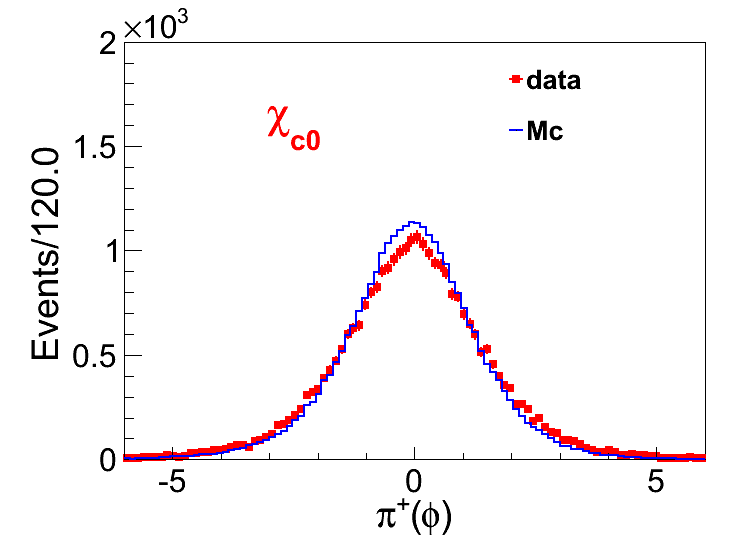 ×10³
2
1.5
1
0.5
0
Events/120.0
χc0
data
Mc
-5 0 5
π⁺(φ)